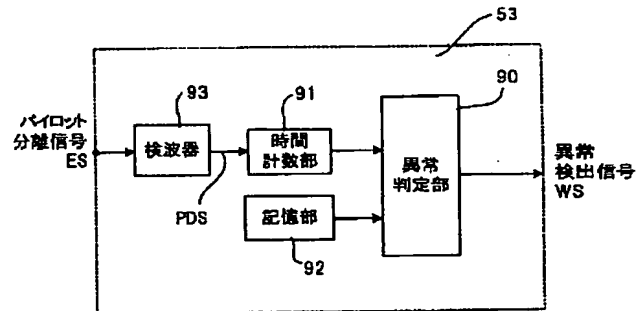 53
93
91
90
パイロット
分離信号
ES
検波器
時間
計数部
異常
判定部
異常
検出信号
WS
PDS
記憶部
92